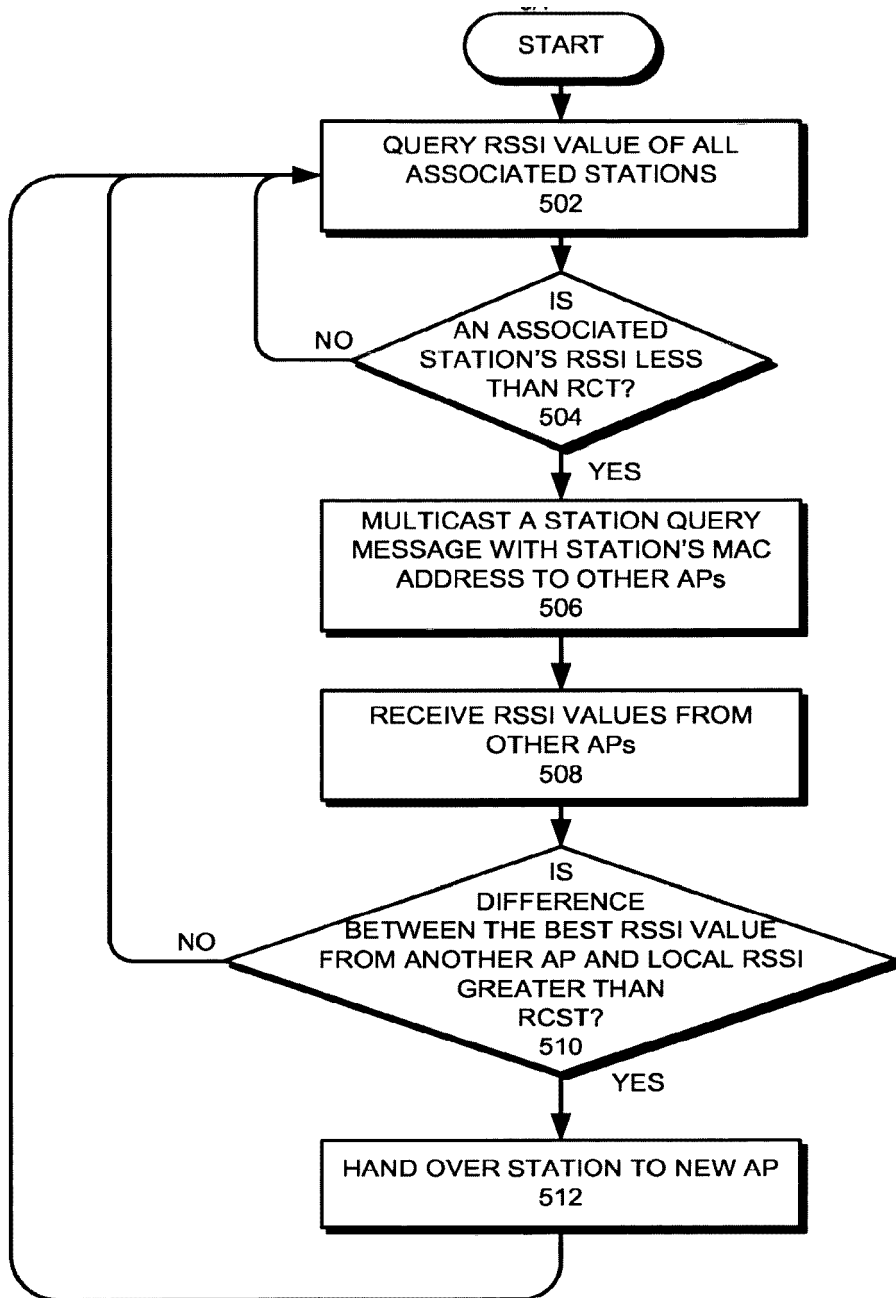 START
QUERY RSSI VALUE OF ALL
ASSOCIATED STATIONS
502
IS
AN ASSOCIATED
STATION'S RSSI LESS
THAN RCT?
504
NO
YES
MULTICAST A STATION QUERY
MESSAGE WITH STATION'S MAC
ADDRESS TO OTHER APs
506
RECEIVE RSSI VALUES FROM
OTHER APs
508
IS
DIFFERENCE
BETWEEN THE BEST RSSI VALUE
FROM ANOTHER AP AND LOCAL RSSI
GREATER THAN
RCST?
510
NO
YES
HAND OVER STATION TO NEW AP
512